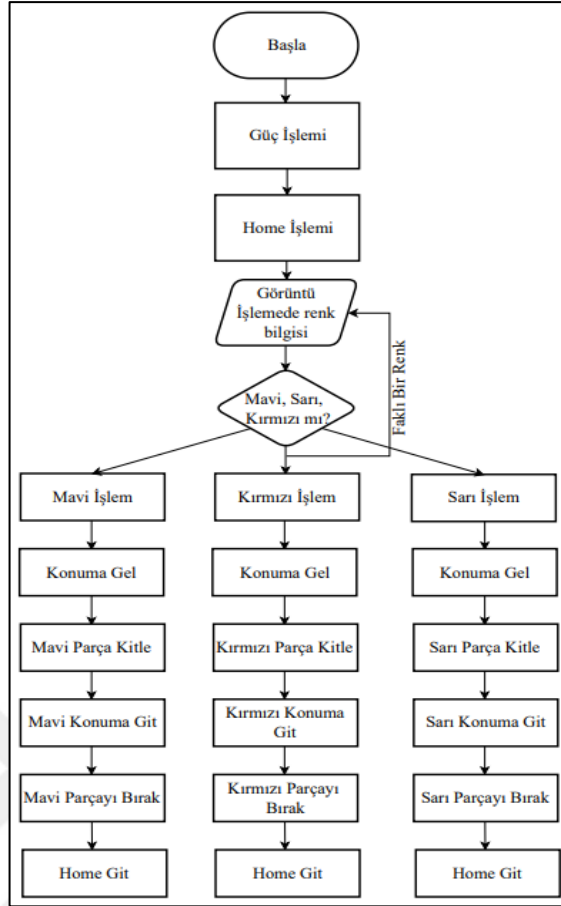 Başla
Güç İşlemi
Home İşlemi
Görüntü
İşlemede renk
bilgisi
Mavi, Sarı,
Kırmızı mı?
Faklı Bir Renk
Mavi İşlem
Kırmızı İşlem
Sarı İşlem
Konuma Gel
Konuma Gel
Konuma Gel
Mavi Parça Kitle
Kırmızı Parça Kitle
Sarı Parça Kitle
Mavi Konuma Git
Kırmızı Konuma
Git
Sarı Konuma Git
Mavi Parçayı Bırak
Kırmızı Parçayı
Bırak
Sarı Parçayı Bırak
Home Git
Home Git
Home Git